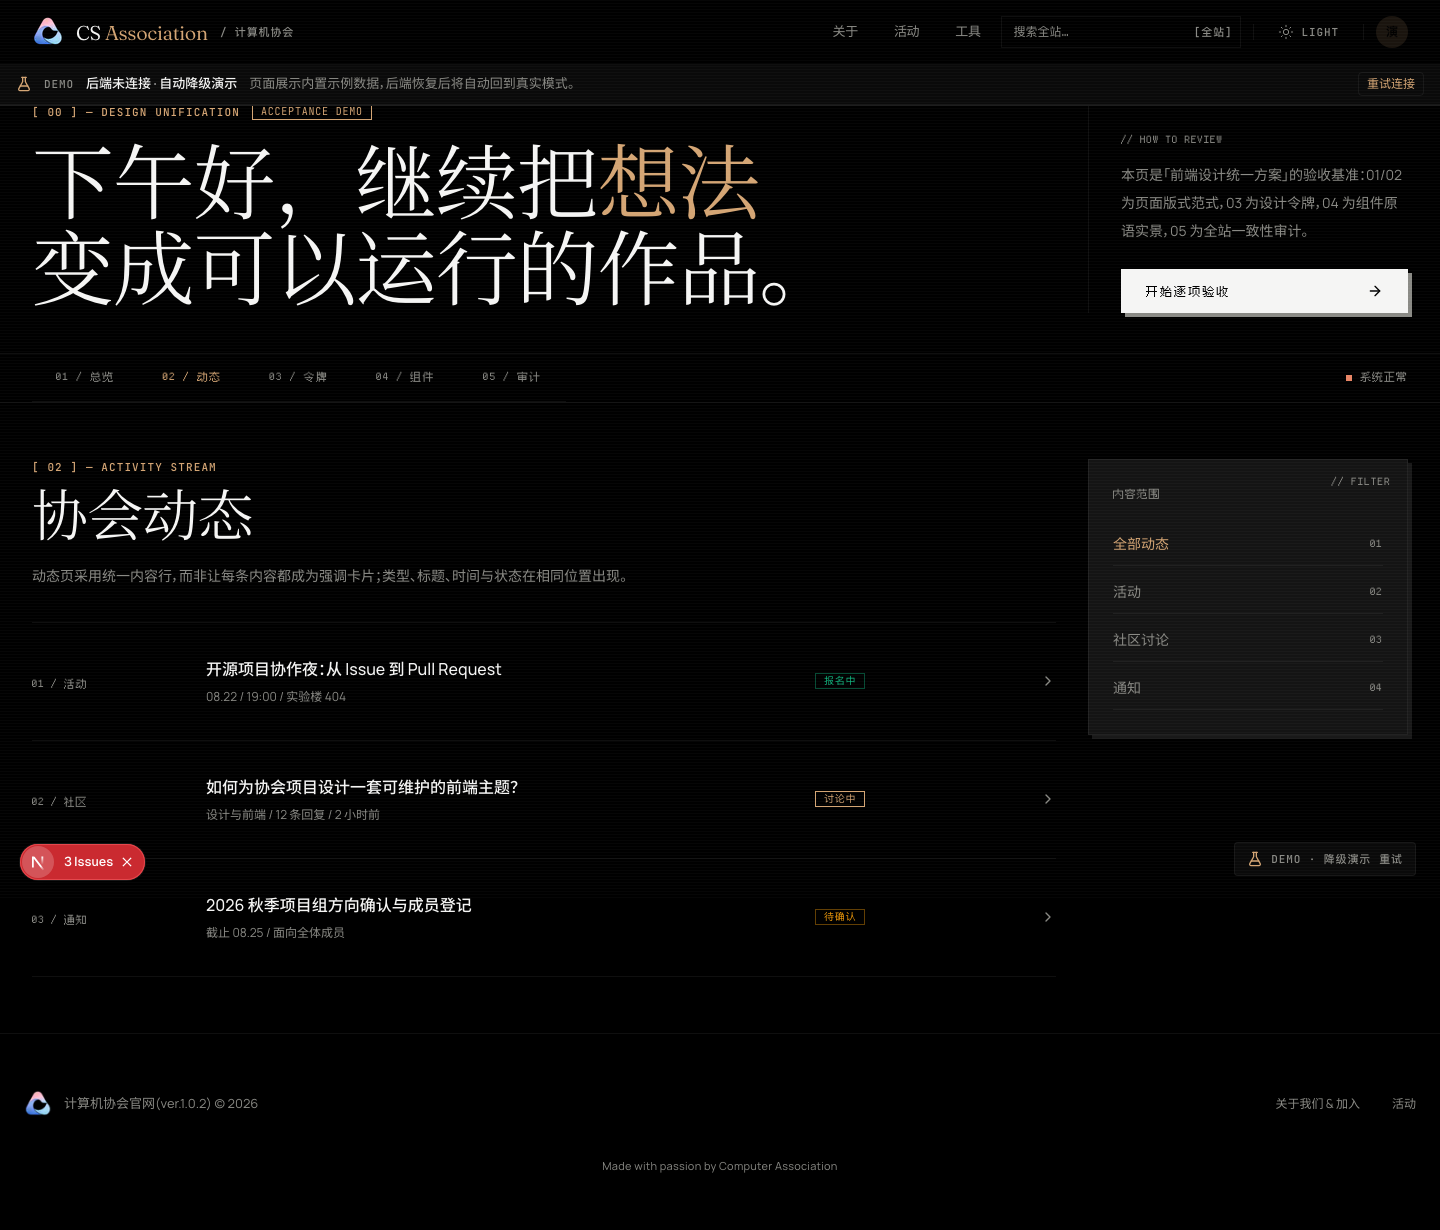 CS Association / 计算机协会
关于 活动 工具 搜索全站… [全站] LIGHT
DEMO 后端未连接 · 自动降级演示 页面展示内置示例数据，后端恢复后将自动回到真实模式。 重试连接
[ 00 ] — DESIGN UNIFICATION ACCEPTANCE DEMO
下午好，继续把想法
变成可以运行的作品。
// HOW TO REVIEW
本页是「前端设计统一方案」的验收基准：01/02
为页面版式范式，03 为设计令牌，04 为组件原
语实景，05 为全站一致性审计。
开始逐项验收
01 / 总览 02 / 动态 03 / 令牌 04 / 组件 05 / 审计 系统正常
[ 02 ] — ACTIVITY STREAM
协会动态
动态页采用统一内容行，而非让每条内容都成为强调卡片；类型、标题、时间与状态在相同位置出现。
01 / 活动
开源项目协作夜：从 Issue 到 Pull Request
08.22 / 19:00 / 实验楼 404
报名中
02 / 社区
如何为协会项目设计一套可维护的前端主题？
设计与前端 / 12 条回复 / 2 小时前
讨论中
03 / 通知
2026 秋季项目组方向确认与成员登记
截止 08.25 / 面向全体成员
待确认
// FILTER
内容范围
全部动态 01
活动 02
社区讨论 03
通知 04
N 3 Issues
DEMO · 降级演示 重试
计算机协会官网(ver.1.0.2) © 2026
关于我们 & 加入 活动
Made with passion by Computer Association